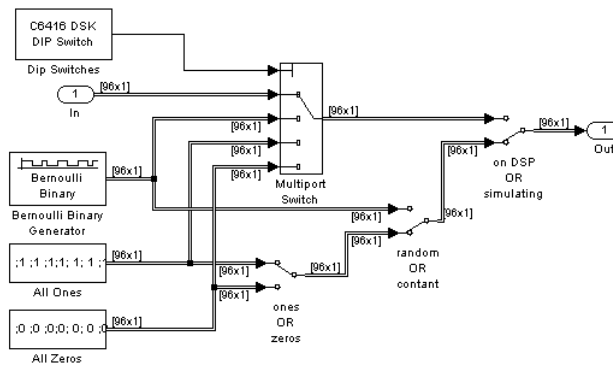 C6416 DSK
DIP Switch
Dip Switches
1
In
[96x1]
[96x1]
[96x1]
[96x1]
[96x1]
[96x1]
Multiport
Switch
Bernoulli
Binary
Bernoulli Binary
Generator
[96x1]
;1 ;1 ;1;1; 1; 1 ;1
All Ones
[96x1]
;0 ;0 ;0;0; 0; 0 ;0
All Zeros
[96x1]
[96x1]
[96x1]
ones
OR
zeros
[96x1]
[96x1]
[96x1]
random
OR
contant
[96x1]
[96x1]
on DSP
OR
simulating
[96x1]
1
Out